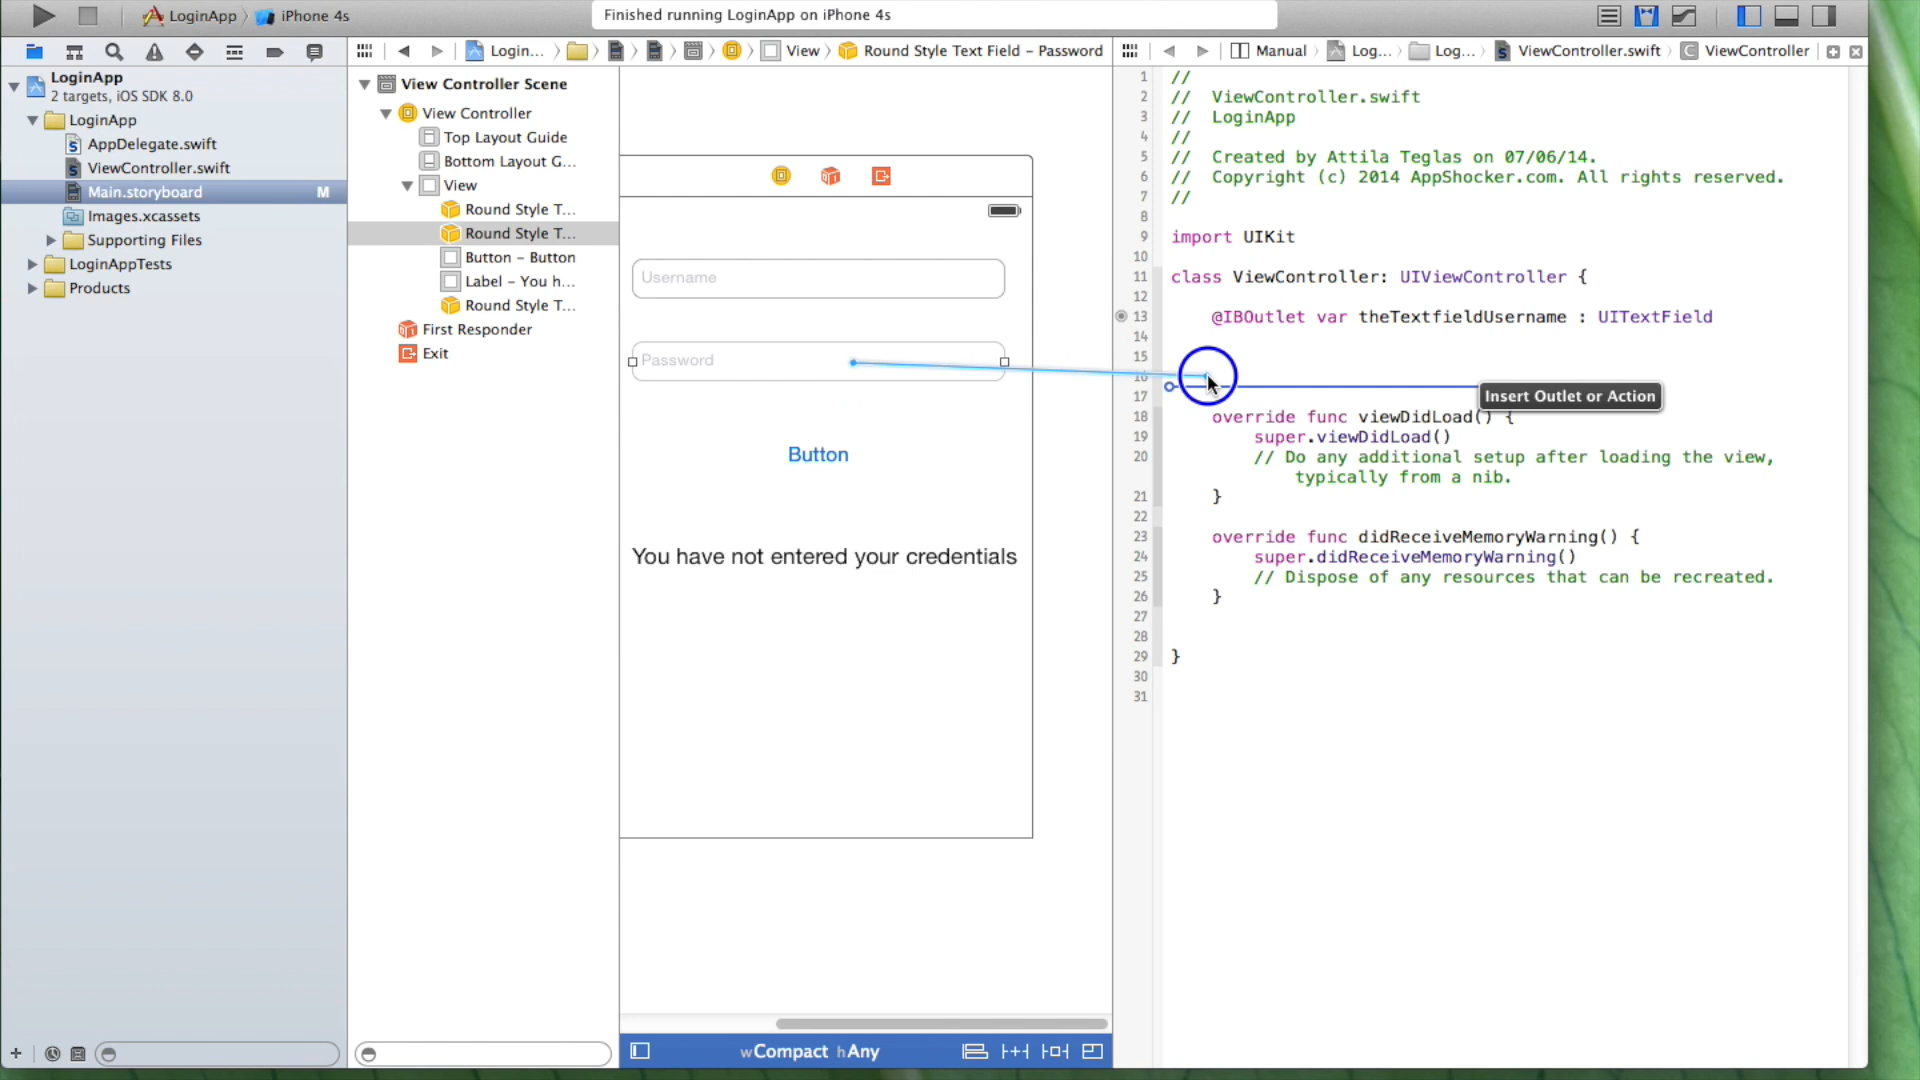 LoginApp
iPhone 4s
Finished running LoginApp on iPhone 4s
Login...
View
Round Style Text Field – Password
Manual
Log...
Log...
ViewController.swift
ViewController
LoginApp
2 targets, iOS SDK 8.0
LoginApp
AppDelegate.swift
ViewController.swift
Main.storyboard
M
Images.xcassets
Supporting Files
LoginAppTests
Products
View Controller Scene
View Controller
Top Layout Guide
Bottom Layout G...
View
Round Style T...
Round Style T...
Button – Button
Label – You h...
Round Style T...
First Responder
Exit
Username
Password
Button
You have not entered your credentials
wCompact hAny
1 //
2 // ViewController.swift
3 // LoginApp
4 //
5 // Created by Attila Teglas on 07/06/14.
6 // Copyright (c) 2014 AppShocker.com. All rights reserved.
7 //
8
9 import UIKit
10
11 class ViewController: UIViewController {
12
13 @IBOutlet var theTextfieldUsername : UITextField
14
15
16
17
Insert Outlet or Action
18 override func viewDidLoad() {
19 super.viewDidLoad()
20 // Do any additional setup after loading the view,
typically from a nib.
21 }
22
23 override func didReceiveMemoryWarning() {
24 super.didReceiveMemoryWarning()
25 // Dispose of any resources that can be recreated.
26 }
27
28
29 }
30
31